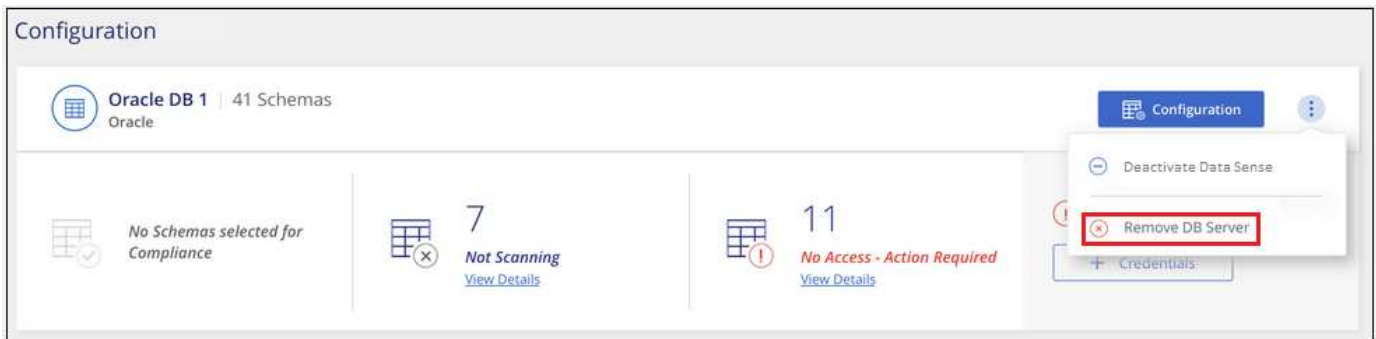 Configuration
Oracle DB 1 | 41 Schemas
Oracle
Configuration
Deactivate Data Sense
Remove DB Server
No Schemas selected for
Compliance
7
Not Scanning
View Details
11
No Access - Action Required
View Details
+ Credentials